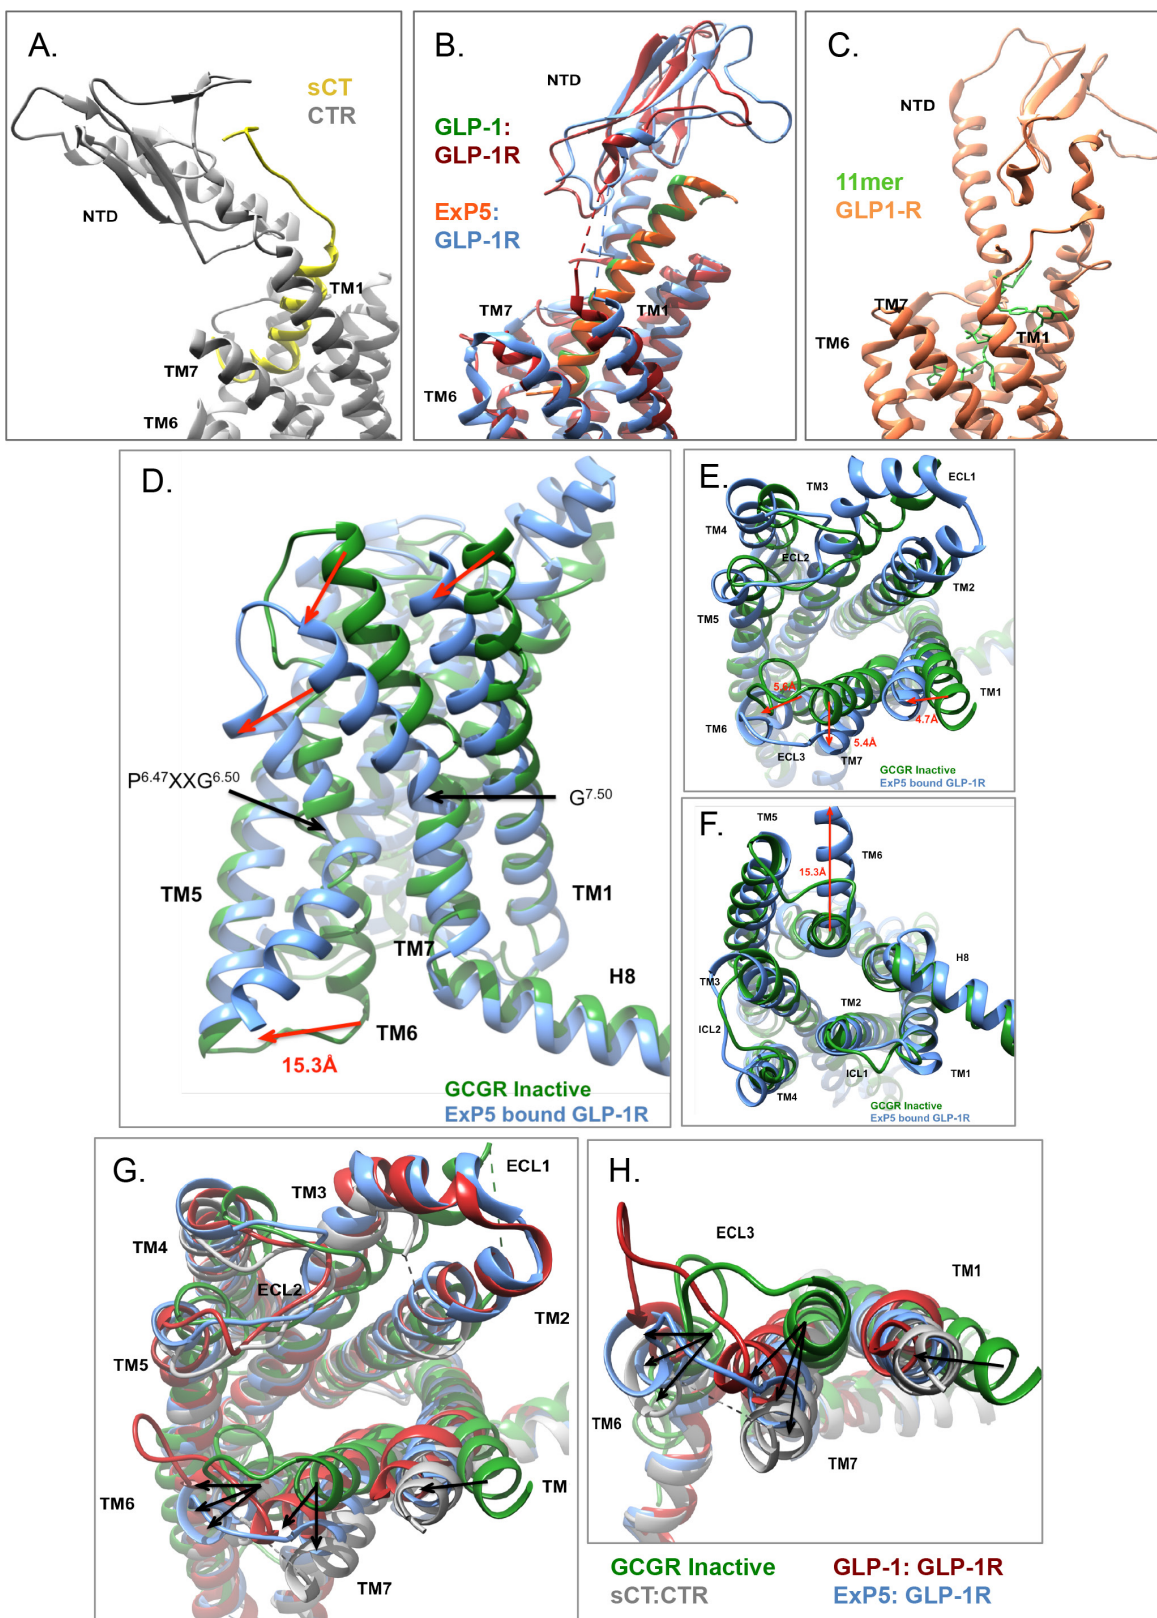 A.
sCT
CTR
NTD
TM1
TM7
TM6
B.
NTD
GLP-1:
GLP-1R
ExP5:
GLP-1R
TM7
TM1
TM6
C.
NTD
11mer
GLP1-R
TM7
TM6
TM1
D.
P6.47XXG6.50
G7.50
TM5
TM1
TM7
H8
TM6
15.3Å
GCGR Inactive
ExP5 bound GLP-1R
E.
TM3
ECL1
TM4
ECL2
TM2
TM5
5.6Å
TM1
TM6
4.7Å
5.4Å
ECL3
TM7
GCGR Inactive
ExP5 bound GLP-1R
F.
TM5
TM6
15.3Å
H8
TM3
TM2
ICL2
ICL1
TM1
TM4
GCGR Inactive
ExP5 bound GLP-1R
G.
ECL1
TM3
TM4
ECL2
TM2
TM5
TM6
TM
TM7
H.
ECL3
TM1
TM6
TM7
GCGR Inactive
GLP-1: GLP-1R
sCT:CTR
ExP5: GLP-1R